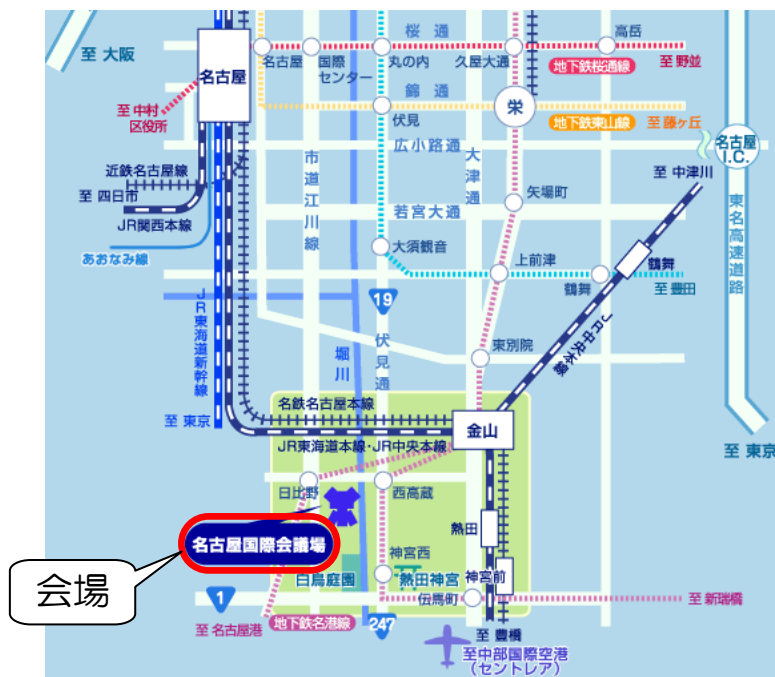 桜通
高岳
至 大阪
名古屋
名古屋
国際
センター
丸の内
久屋大通
地下鉄桜通線
至 野並
錦通
栄
至 中村
区役所
伏見
地下鉄東山線
至 藤ヶ丘
広小路通
名古屋
I.C.
近鉄名古屋線
至 四日市
JR関西本線
あおなみ線
市道江川線
大津通
至 中津川
矢場町
若宮大通
東名高速道路
大須観音
上前津
鶴舞
鶴舞
至 豊田
JR東海道新幹線
19
伏見通
堀川
東別院
JR中央本線
名鉄名古屋本線
至 東京
金山
JR東海道本線・JR中央本線
至 東京
日比野
西高蔵
熱田
名古屋国際会議場
会場
神宮西
白鳥庭園
熱田神宮
神宮前
伝馬町
1
至 名古屋港
地下鉄名港線
247
至 新瑞橋
至 豊橋
至中部国際空港
(セントレア)